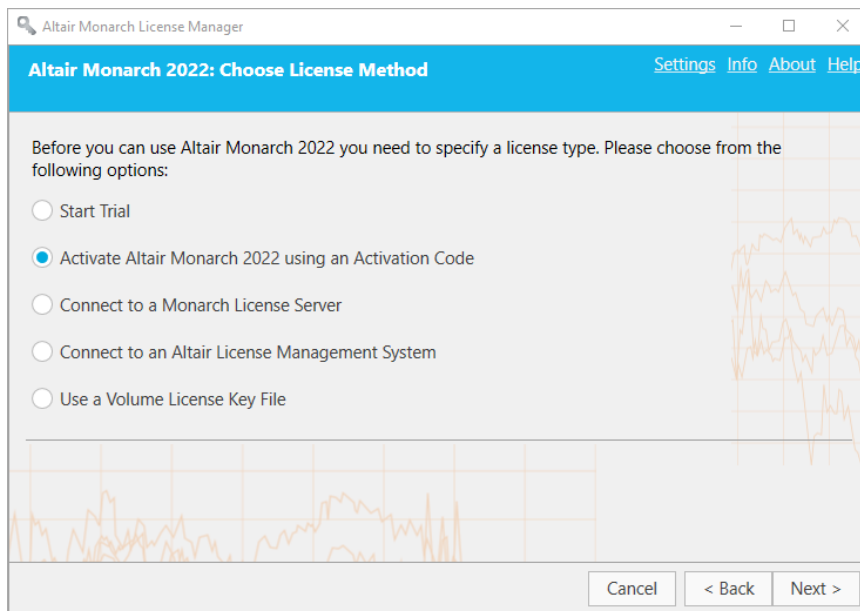 Altair Monarch License Manager
Altair Monarch 2022: Choose License Method
Settings Info About Help
Before you can use Altair Monarch 2022 you need to specify a license type. Please choose from the
following options:
Start Trial
Activate Altair Monarch 2022 using an Activation Code
Connect to a Monarch License Server
Connect to an Altair License Management System
Use a Volume License Key File
Cancel < Back Next >